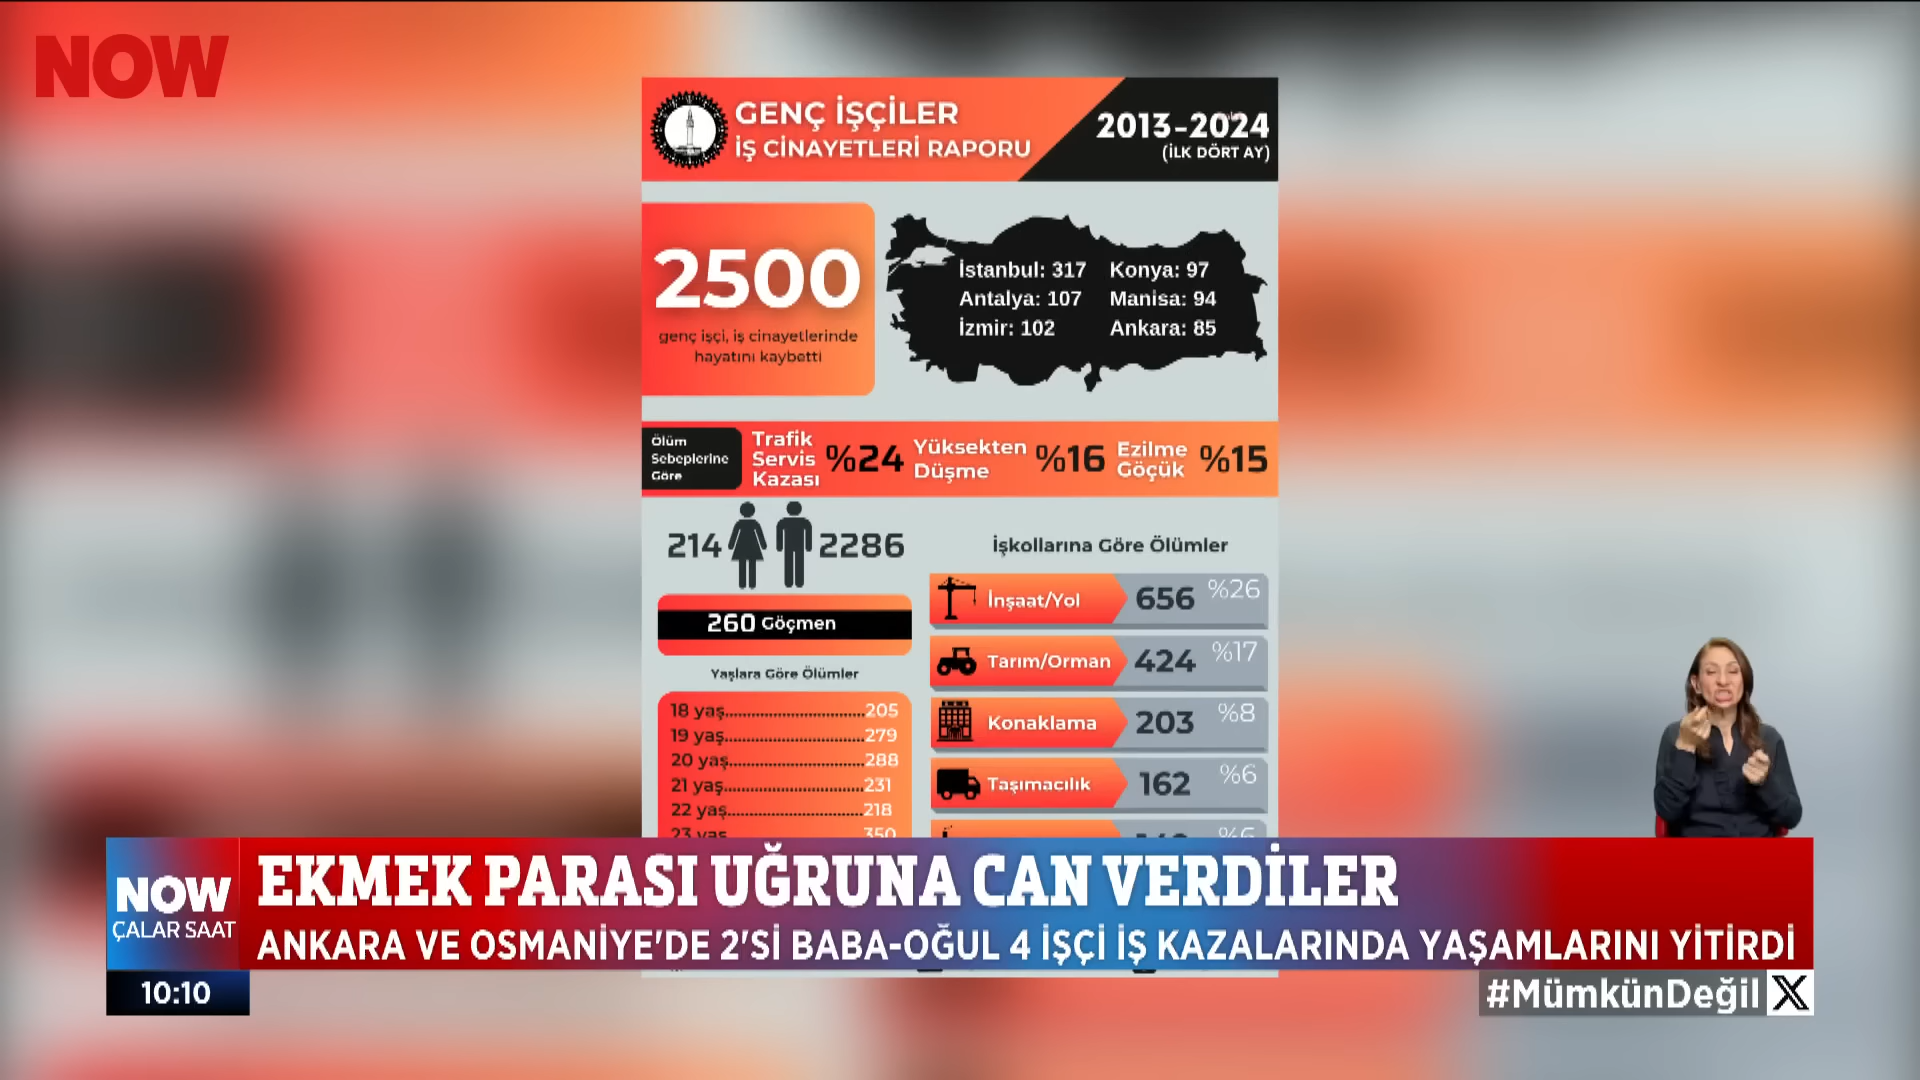 NOW
GENÇ İŞÇİLER
İŞ CİNAYETLERİ RAPORU
2013-2024
(İLK DÖRT AY)
2500
genç işçi, iş cinayetlerinde
hayatını kaybetti
İstanbul: 317 Konya: 97
Antalya: 107 Manisa: 94
İzmir: 102 Ankara: 85
Ölüm
Sebeplerine
Göre
Trafik
Servis
Kazası
%24
Yüksekten
Düşme
%16
Ezilme
Göçük
%15
214 2286
260 Göçmen
Yaşlara Göre Ölümler
18 yaş 205
19 yaş 279
20 yaş 288
21 yaş 231
22 yaş 218
23 yaş 350
İşkollarına Göre Ölümler
İnşaat/Yol 656 %26
Tarım/Orman 424 %17
Konaklama 203 %8
Taşımacılık 162 %6
%6
NOW
ÇALAR SAAT
EKMEK PARASI UĞRUNA CAN VERDİLER
ANKARA VE OSMANİYE'DE 2'Sİ BABA-OĞUL 4 İŞÇİ İŞ KAZALARINDA YAŞAMLARINI YİTİRDİ
10:10
#MümkünDeğil X